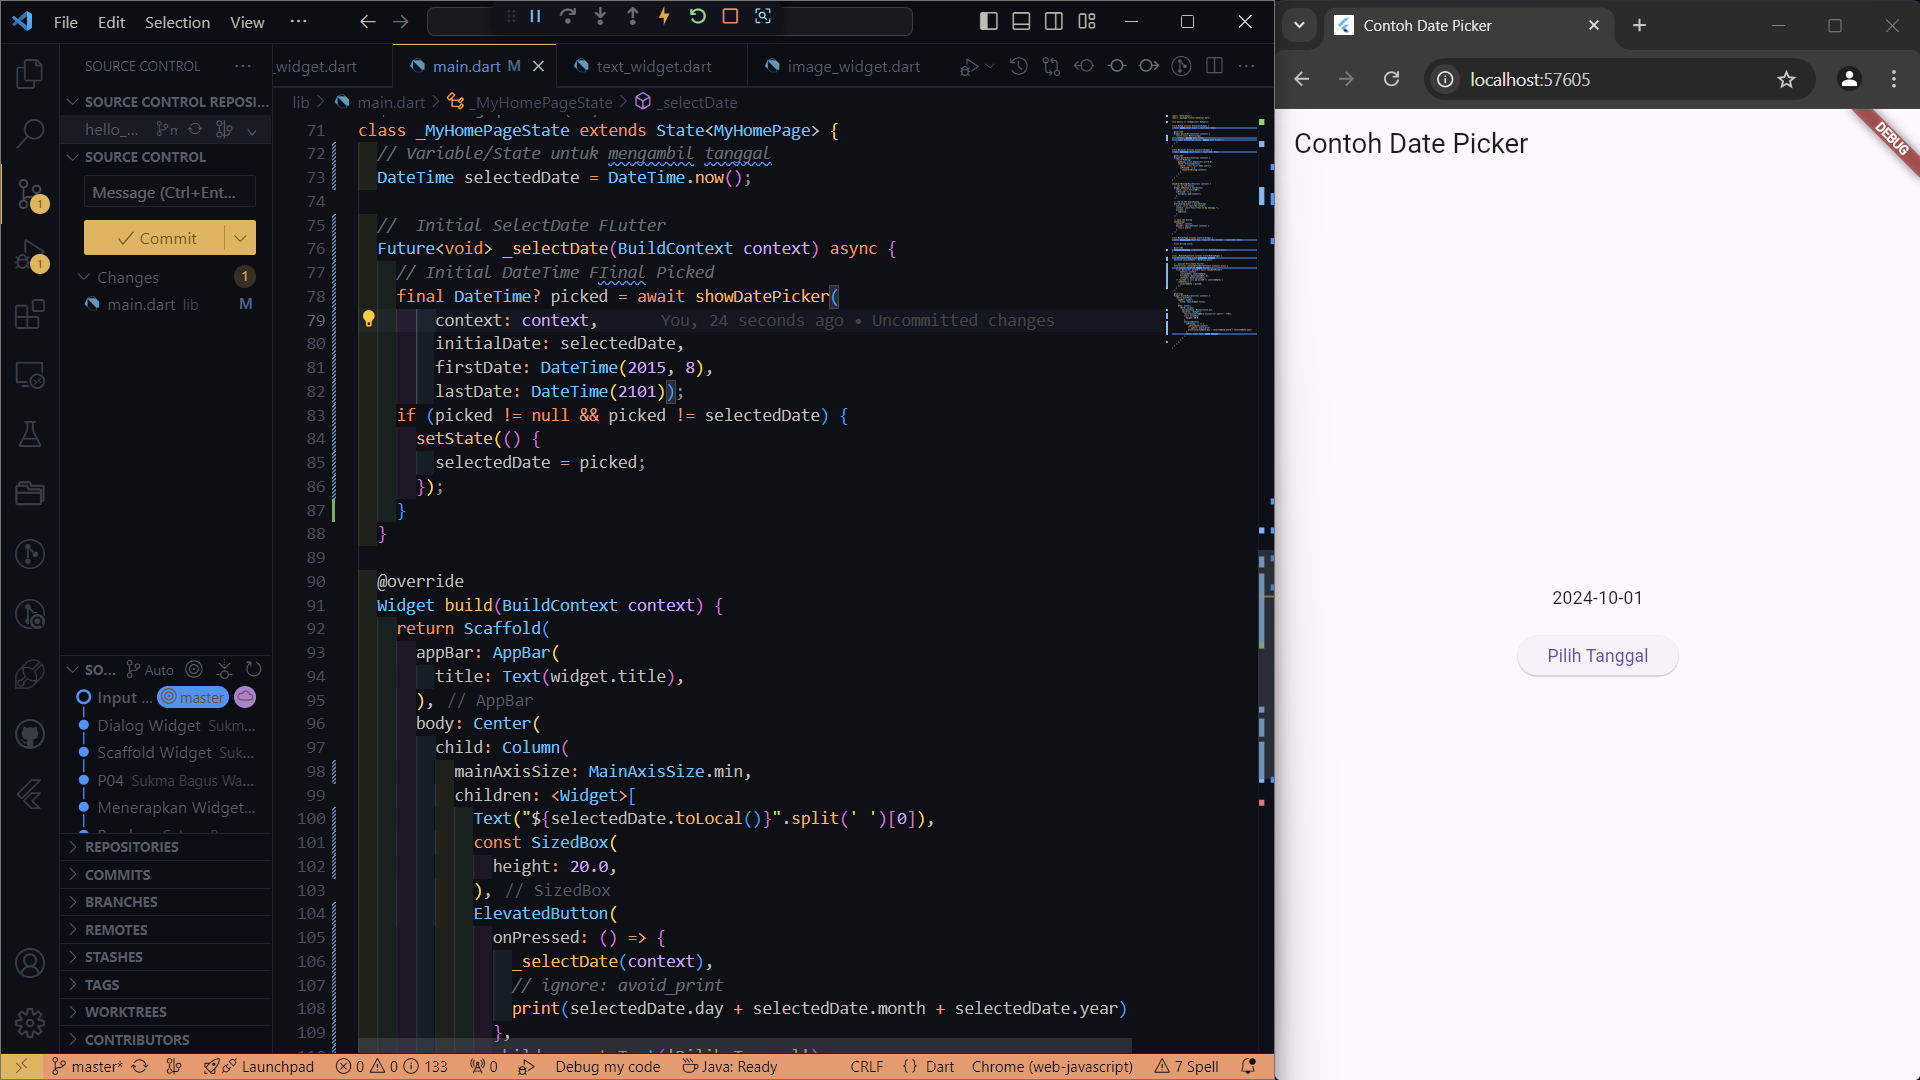 File Edit Selection View ···
SOURCE CONTROL ···
SOURCE CONTROL REPOSI...
hello_...
SOURCE CONTROL
Message (Ctrl+Ent...
Commit
Changes 1
main.dart lib M
SO... Auto
Input ... master
Dialog Widget Sukm...
Scaffold Widget Suk...
P04 Sukma Bagus Wa...
Menerapkan Widget...
REPOSITORIES
COMMITS
BRANCHES
REMOTES
STASHES
TAGS
WORKTREES
CONTRIBUTORS
_widget.dart main.dart M text_widget.dart image_widget.dart
lib > main.dart > _MyHomePageState > _selectDate
71 class _MyHomePageState extends State<MyHomePage> {
72 // Variable/State untuk mengambil tanggal
73 DateTime selectedDate = DateTime.now();
74
75 //  Initial SelectDate FLutter
76 Future<void> _selectDate(BuildContext context) async {
77 // Initial DateTime FIinal Picked
78 final DateTime? picked = await showDatePicker(
79 context: context, You, 24 seconds ago • Uncommitted changes
80 initialDate: selectedDate,
81 firstDate: DateTime(2015, 8),
82 lastDate: DateTime(2101));
83 if (picked != null && picked != selectedDate) {
84 setState(() {
85 selectedDate = picked;
86 });
87 }
88 }
89
90 @override
91 Widget build(BuildContext context) {
92 return Scaffold(
93 appBar: AppBar(
94 title: Text(widget.title),
95 ), // AppBar
96 body: Center(
97 child: Column(
98 mainAxisSize: MainAxisSize.min,
99 children: <Widget>[
100 Text("${selectedDate.toLocal()}".split(' ')[0]),
101 const SizedBox(
102 height: 20.0,
103 ), // SizedBox
104 ElevatedButton(
105 onPressed: () => {
106 _selectDate(context),
107 // ignore: avoid_print
108 print(selectedDate.day + selectedDate.month + selectedDate.year)
109 },
master* Launchpad 0 0 133 0 Debug my code Java: Ready CRLF {} Dart Chrome (web-javascript) 7 Spell
Contoh Date Picker
localhost:57605
Contoh Date Picker
DEBUG
2024-10-01
Pilih Tanggal